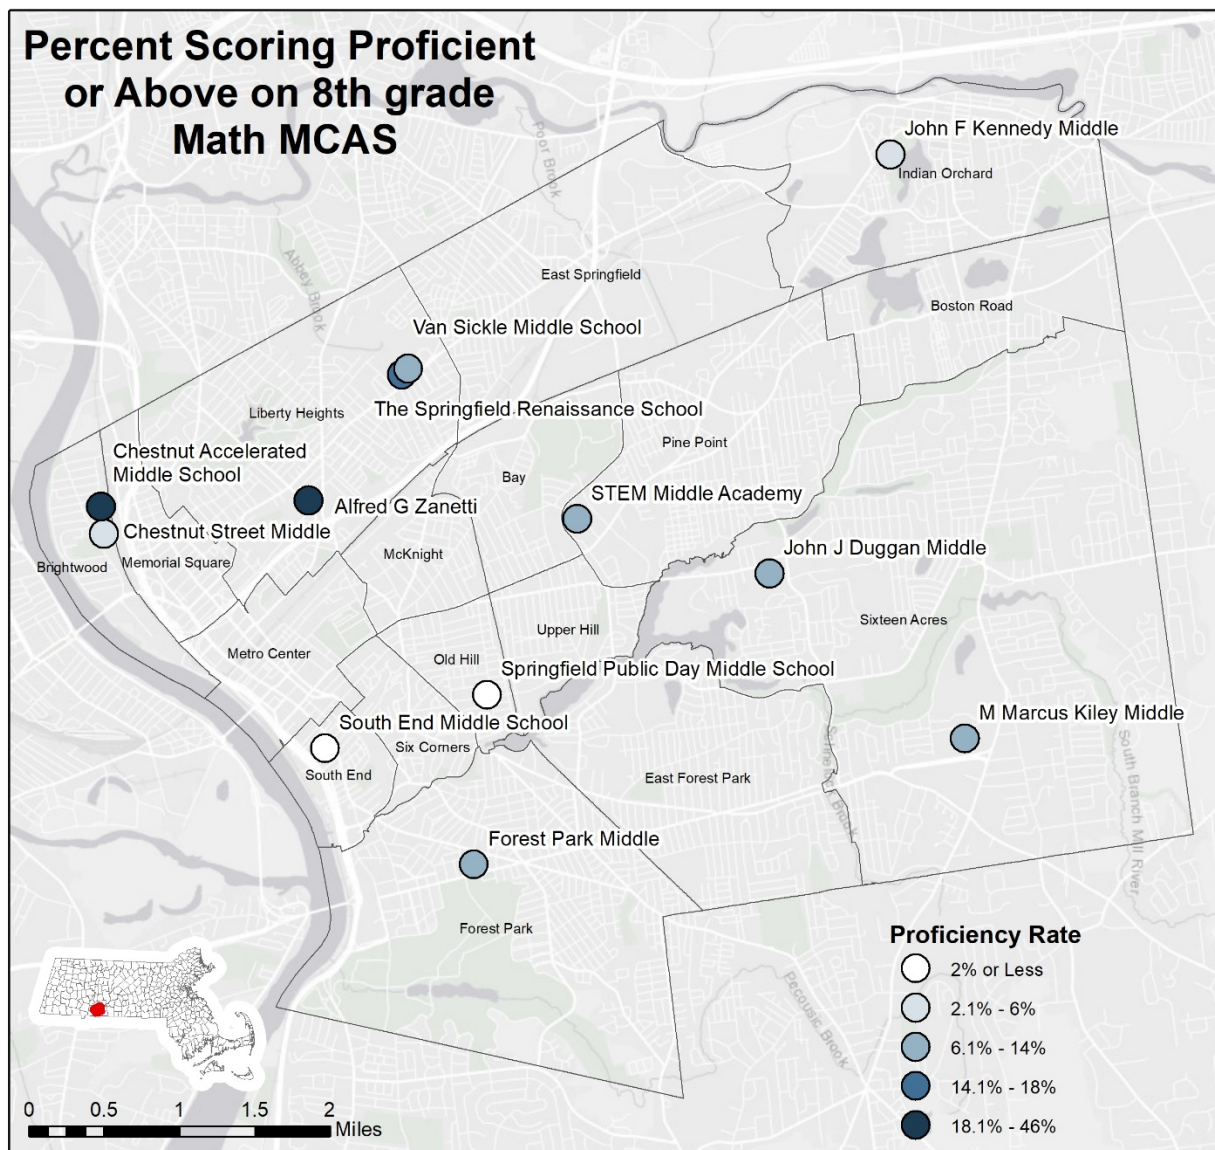 Percent Scoring Proficient
or Above on 8th grade
Math MCAS
Poor Brook
John F Kennedy Middle
Indian Orchard
Abbey Brook
East Springfield
Boston Road
Van Sickle Middle School
Liberty Heights
The Springfield Renaissance School
Pine Point
Chestnut Accelerated
Middle School
Bay
STEM Middle Academy
Alfred G Zanetti
Chestnut Street Middle
McKnight
John J Duggan Middle
Brightwood
Memorial Square
Sixteen Acres
Upper Hill
Metro Center
Old Hill
Springfield Public Day Middle School
South End Middle School
M Marcus Kiley Middle
Six Corners
South End
East Forest Park
Brook
South Branch Mill River
Forest Park Middle
Forest Park
Pecousic Brook
Proficiency Rate
2% or Less
2.1% - 6%
6.1% - 14%
14.1% - 18%
18.1% - 46%
0 0.5 1 1.5 2
Miles